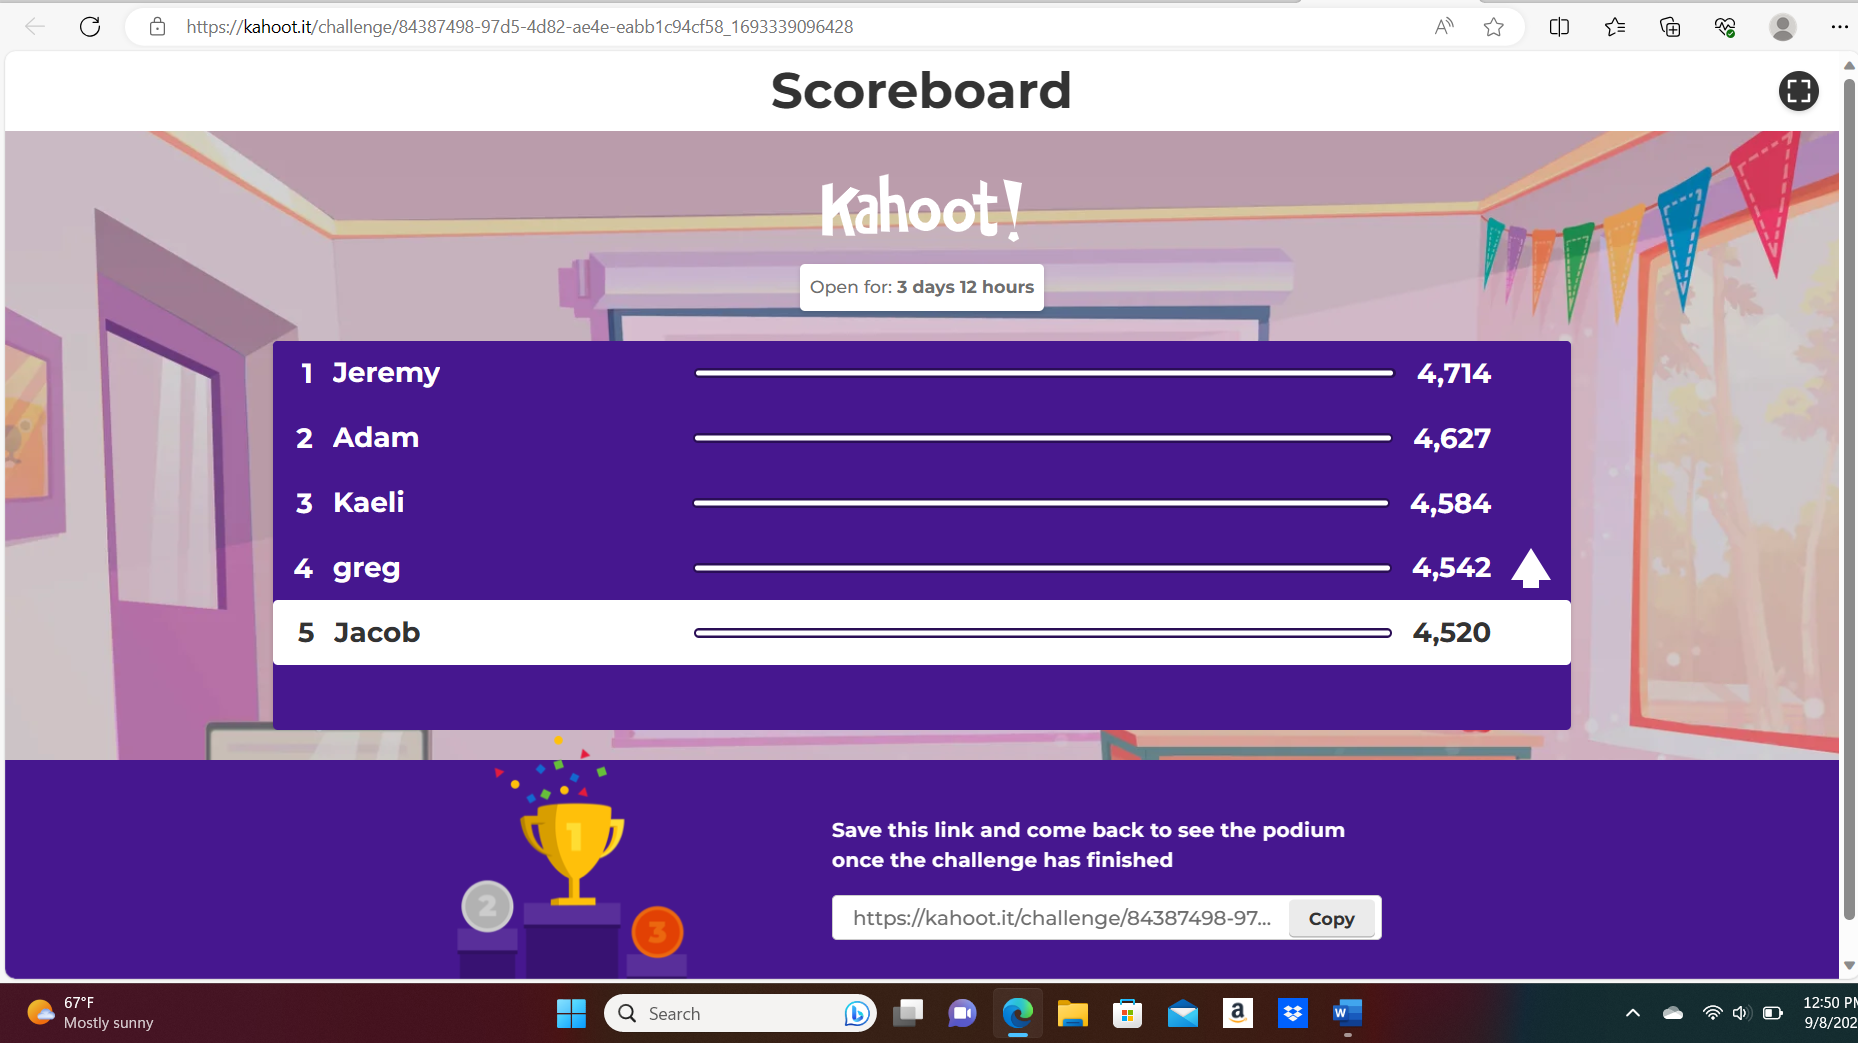 https://kahoot.it/challenge/84387498-97d5-4d82-ae4e-eabb1c94cf58_1693339096428
Scoreboard
Kahoot!
Open for: 3 days 12 hours
1 Jeremy 4,714
2 Adam 4,627
3 Kaeli 4,584
4 greg 4,542
5 Jacob 4,520
1
2
3
Save this link and come back to see the podium
once the challenge has finished
https://kahoot.it/challenge/84387498-97... Copy
67°F
Mostly sunny
Search
12:50 PM
9/8/202